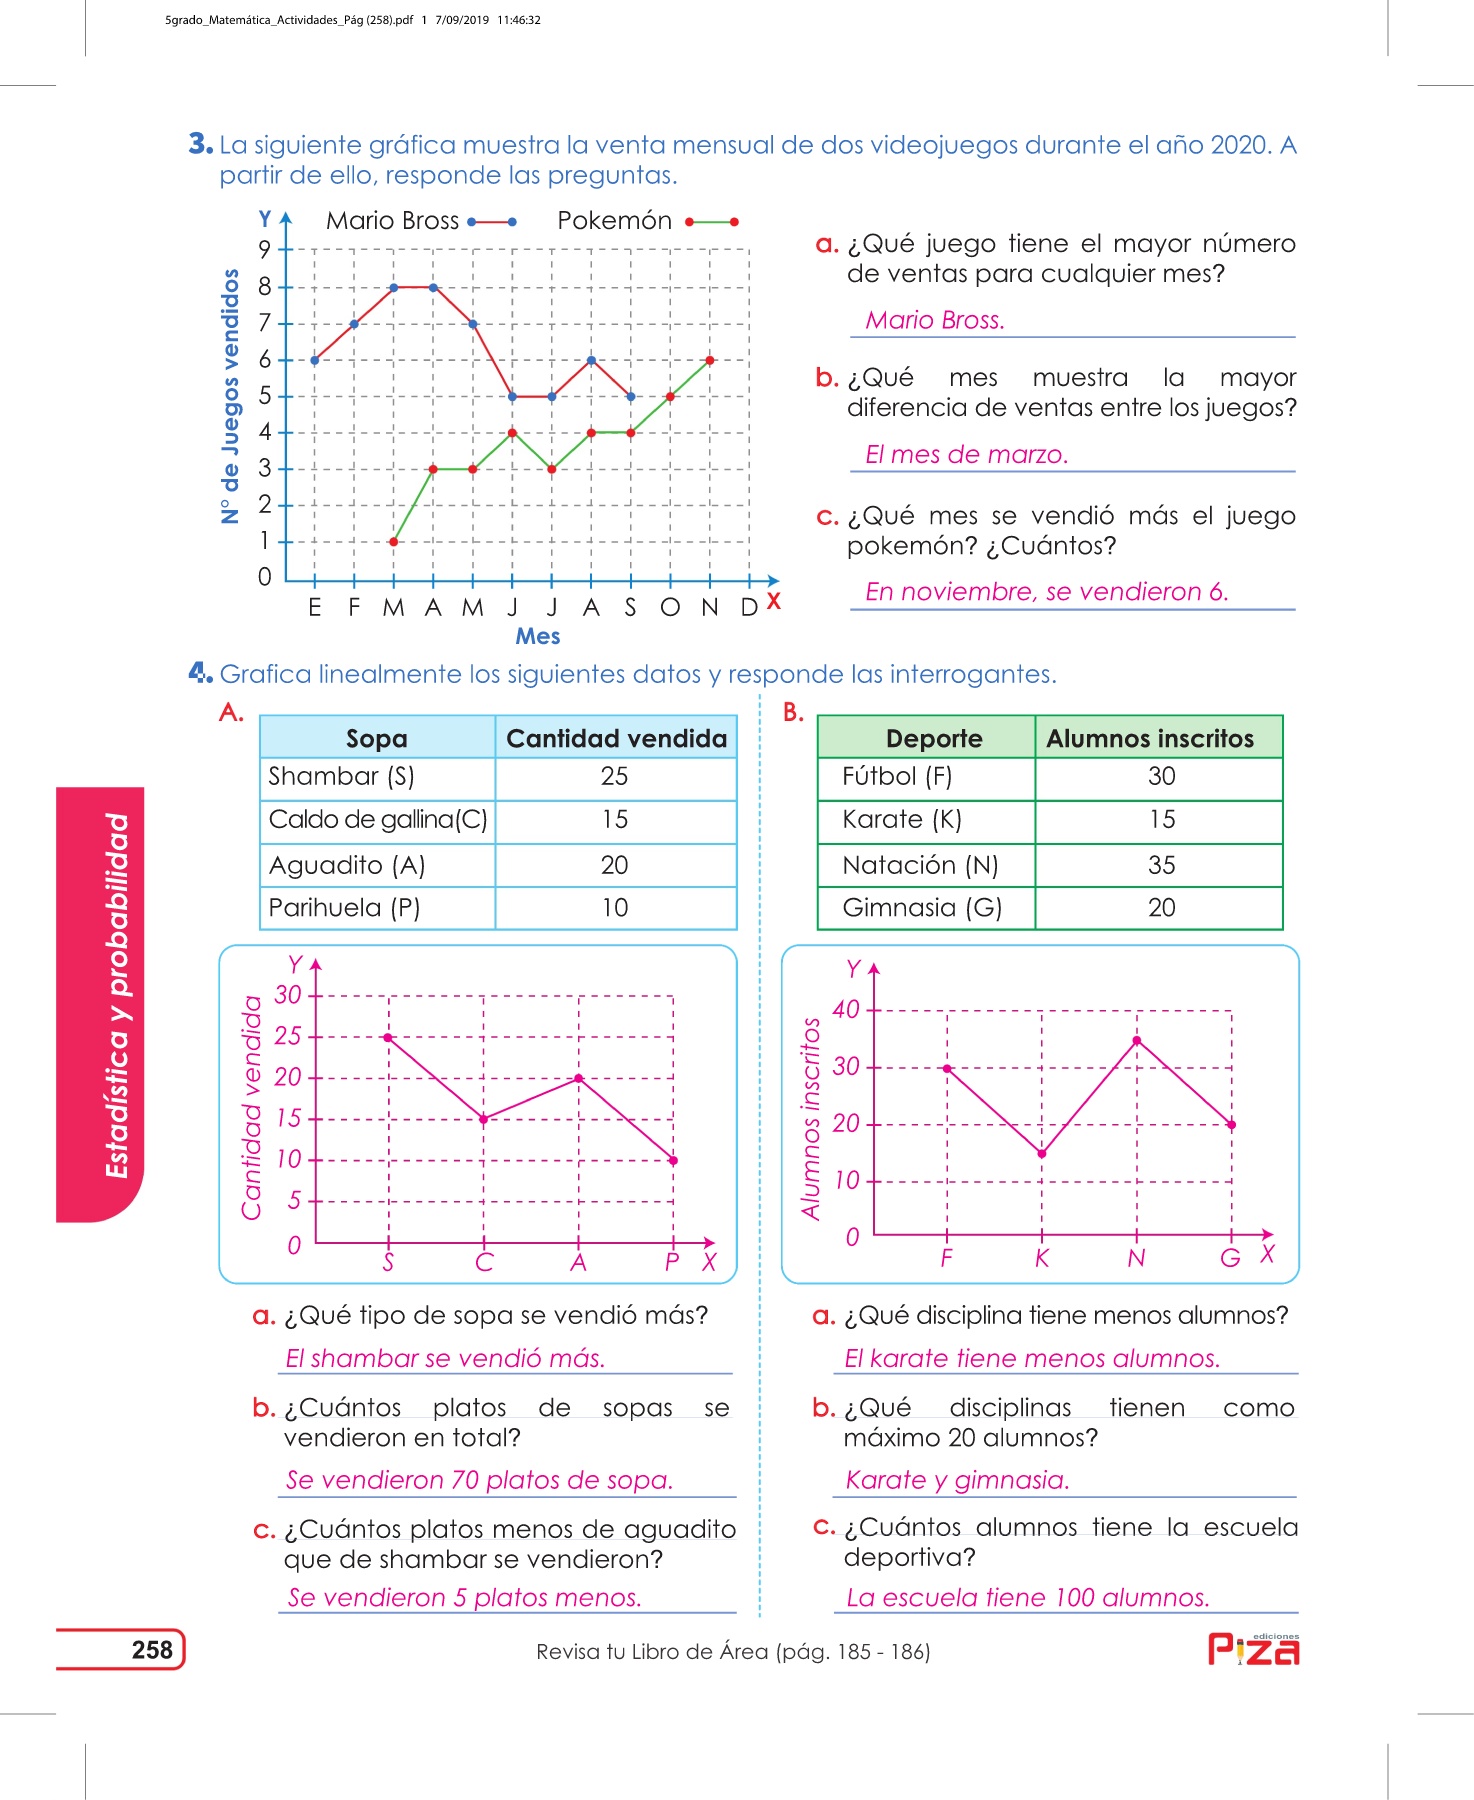 5grado_Matemática_Actividades_Pág (258).pdf 1 7/09/2019 11:46:32
3. La siguiente gráfica muestra la venta mensual de dos videojuegos durante el año 2020. A
partir de ello, responde las preguntas.
Y Mario Bross Pokemón
9
8
7
6
5
4
3
2
1
0
N° de Juegos vendidos
E F M A M J J A S O N D X
Mes
a. ¿Qué juego tiene el mayor número
de ventas para cualquier mes?
Mario Bross.
b. ¿Qué mes muestra la mayor
diferencia de ventas entre los juegos?
El mes de marzo.
c. ¿Qué mes se vendió más el juego
pokemón? ¿Cuántos?
En noviembre, se vendieron 6.
4. Grafica linealmente los siguientes datos y responde las interrogantes.
A.
Sopa Cantidad vendida
Shambar (S) 25
Caldo de gallina(C) 15
Aguadito (A) 20
Parihuela (P) 10
Y
30
25
20
15
10
5
0
Cantidad vendida
S C A P X
a. ¿Qué tipo de sopa se vendió más?
El shambar se vendió más.
b. ¿Cuántos platos de sopas se
vendieron en total?
Se vendieron 70 platos de sopa.
c. ¿Cuántos platos menos de aguadito
que de shambar se vendieron?
Se vendieron 5 platos menos.
B.
Deporte Alumnos inscritos
Fútbol (F) 30
Karate (K) 15
Natación (N) 35
Gimnasia (G) 20
Y
40
30
20
10
0
Alumnos inscritos
F K N G X
a. ¿Qué disciplina tiene menos alumnos?
El karate tiene menos alumnos.
b. ¿Qué disciplinas tienen como
máximo 20 alumnos?
Karate y gimnasia.
c. ¿Cuántos alumnos tiene la escuela
deportiva?
La escuela tiene 100 alumnos.
Estadística y probabilidad
258
Revisa tu Libro de Área (pág. 185 - 186)
ediciones
Piza